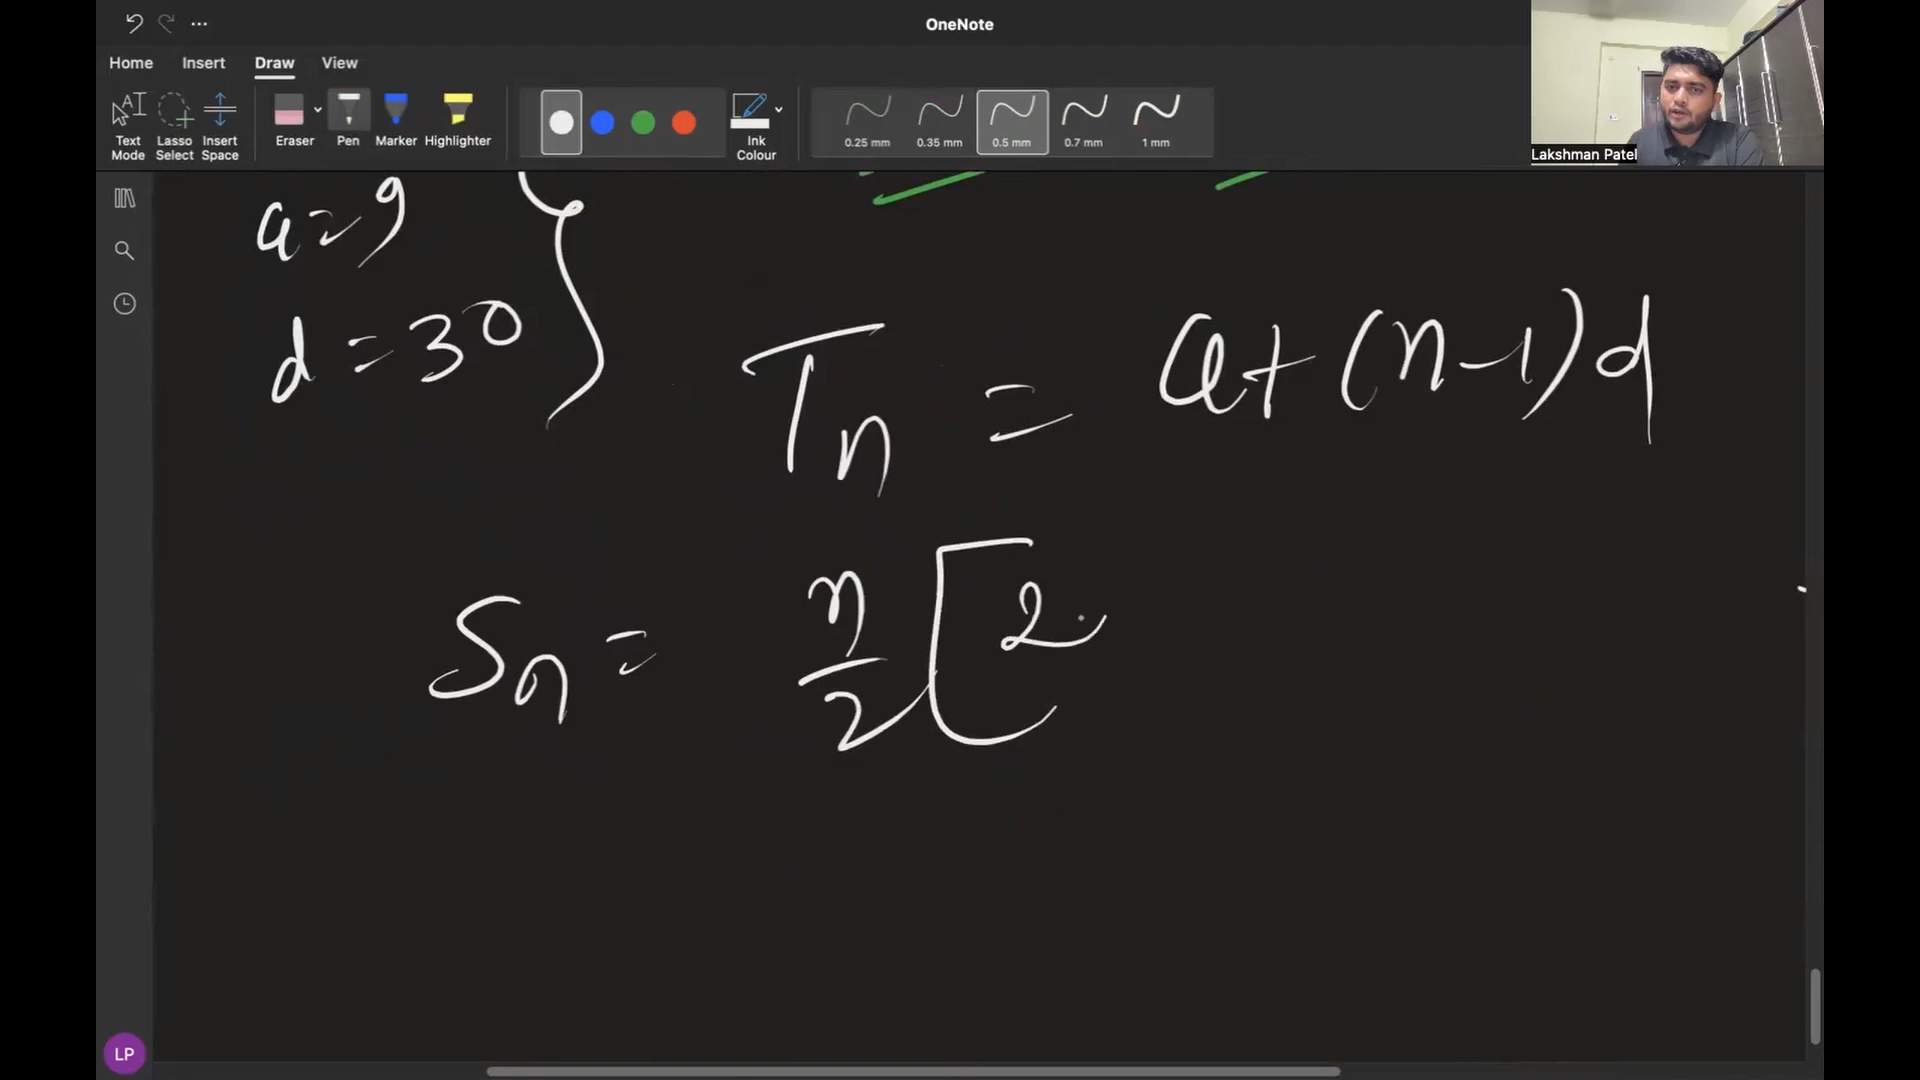 OneNote
Home Insert Draw View
Text Mode Lasso Select Insert Space Eraser Pen Marker Highlighter Ink Colour 0.25 mm 0.35 mm 0.5 mm 0.7 mm 1 mm
Lakshman Patel
a = 9
d = 30
Tn = a + (n-1)d
Sn = n/2 [2
LP